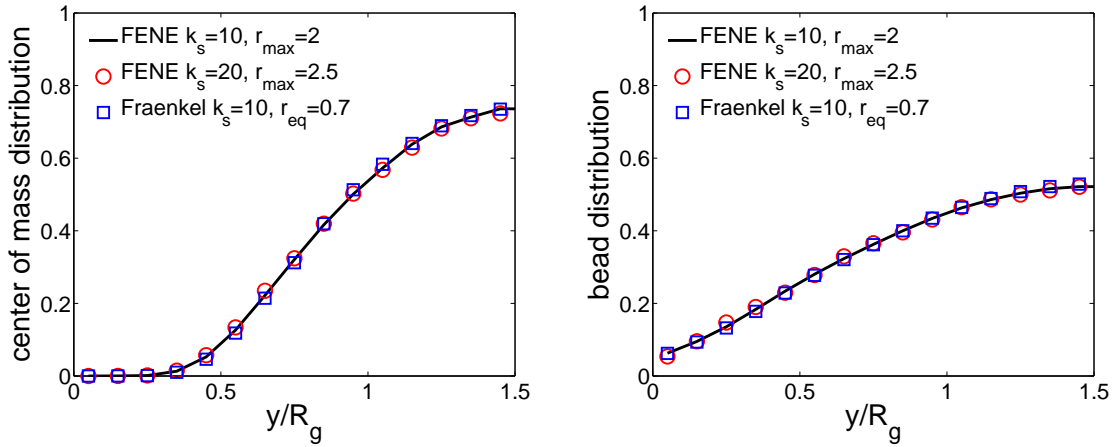 center of mass distribution
1
0.8
0.6
0.4
0.2
0
FENE k_s=10, r_max=2
FENE k_s=20, r_max=2.5
Fraenkel k_s=10, r_eq=0.7
0 0.5 1 1.5
y/R_g
bead distribution
1
0.8
0.6
0.4
0.2
0
FENE k_s=10, r_max=2
FENE k_s=20, r_max=2.5
Fraenkel k_s=10, r_eq=0.7
0 0.5 1 1.5
y/R_g